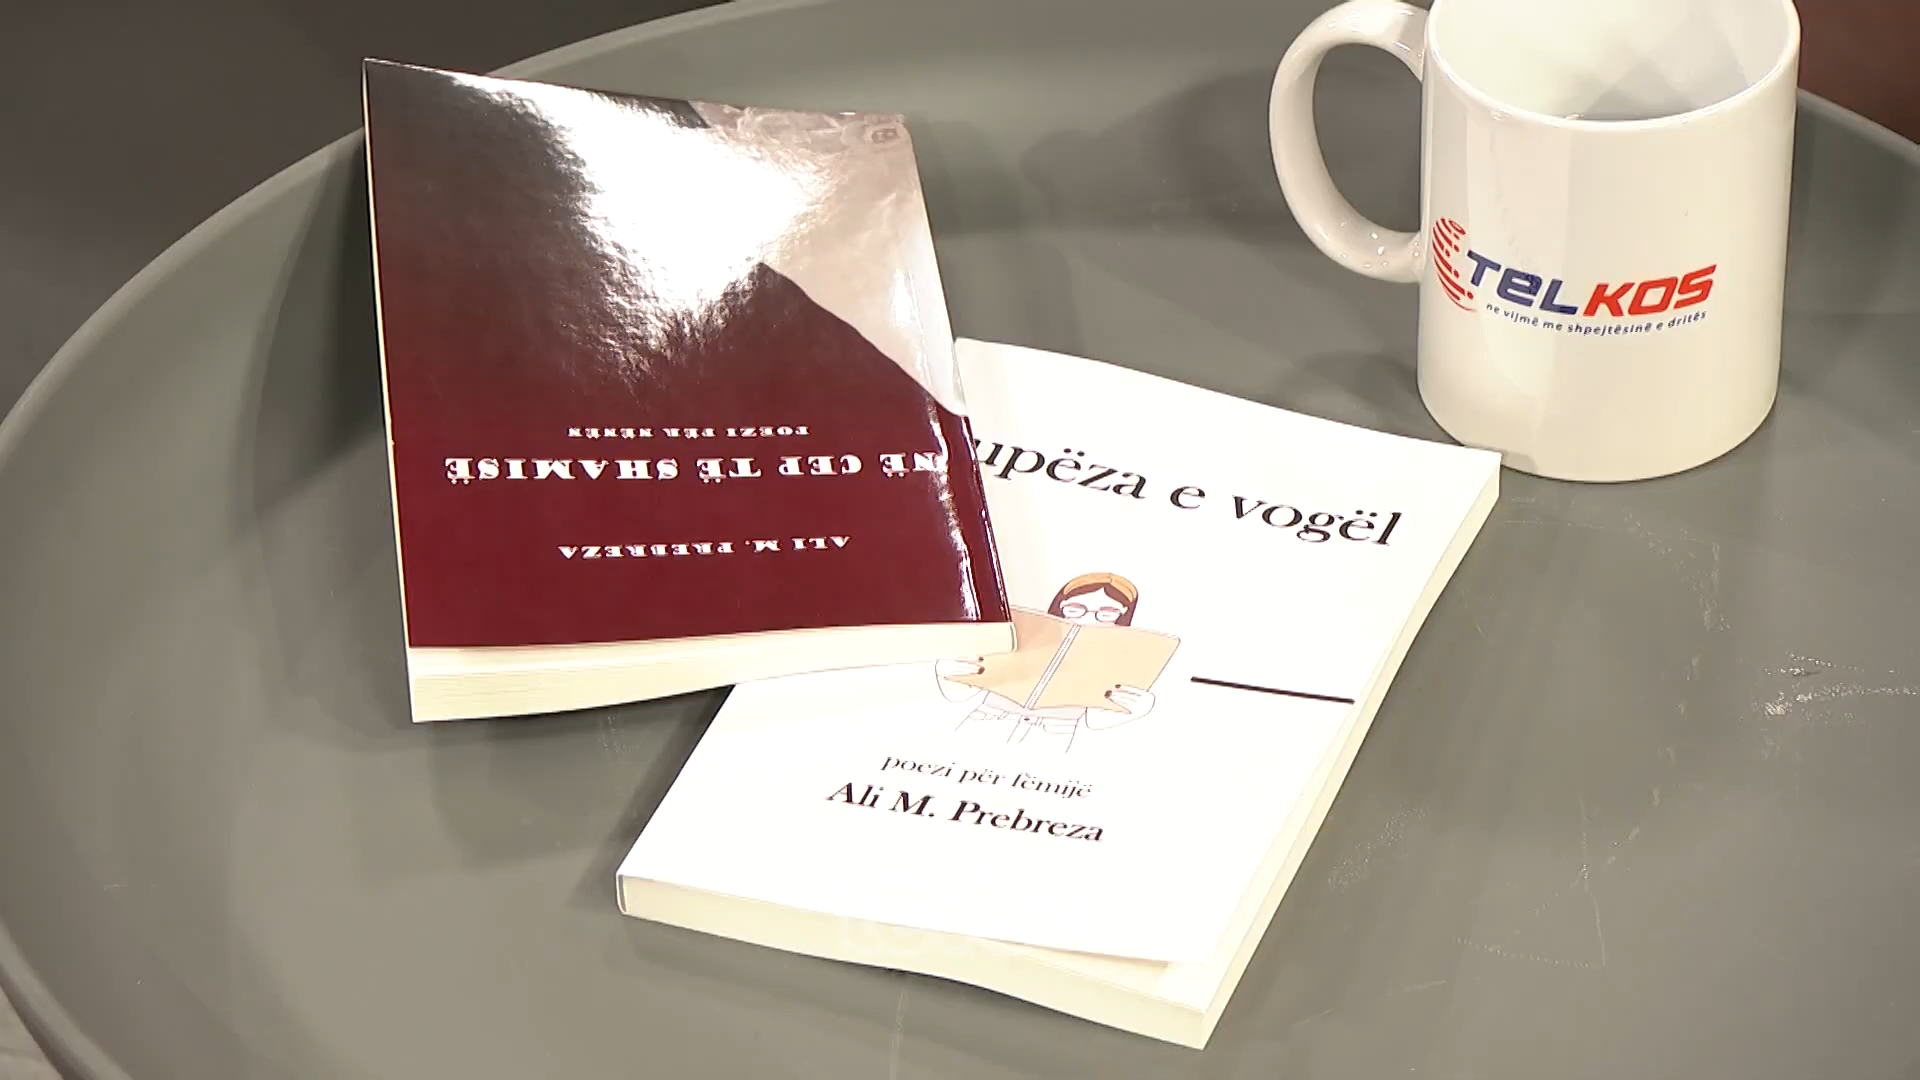 ALI M. PREBREZA
NË CEP TË SHAMISË
POEZI PËR NËNËN
upëza e vogël
poezi për fëmijë
Ali M. Prebreza
TELKOS
ne vijmë me shpejtësinë e dritës